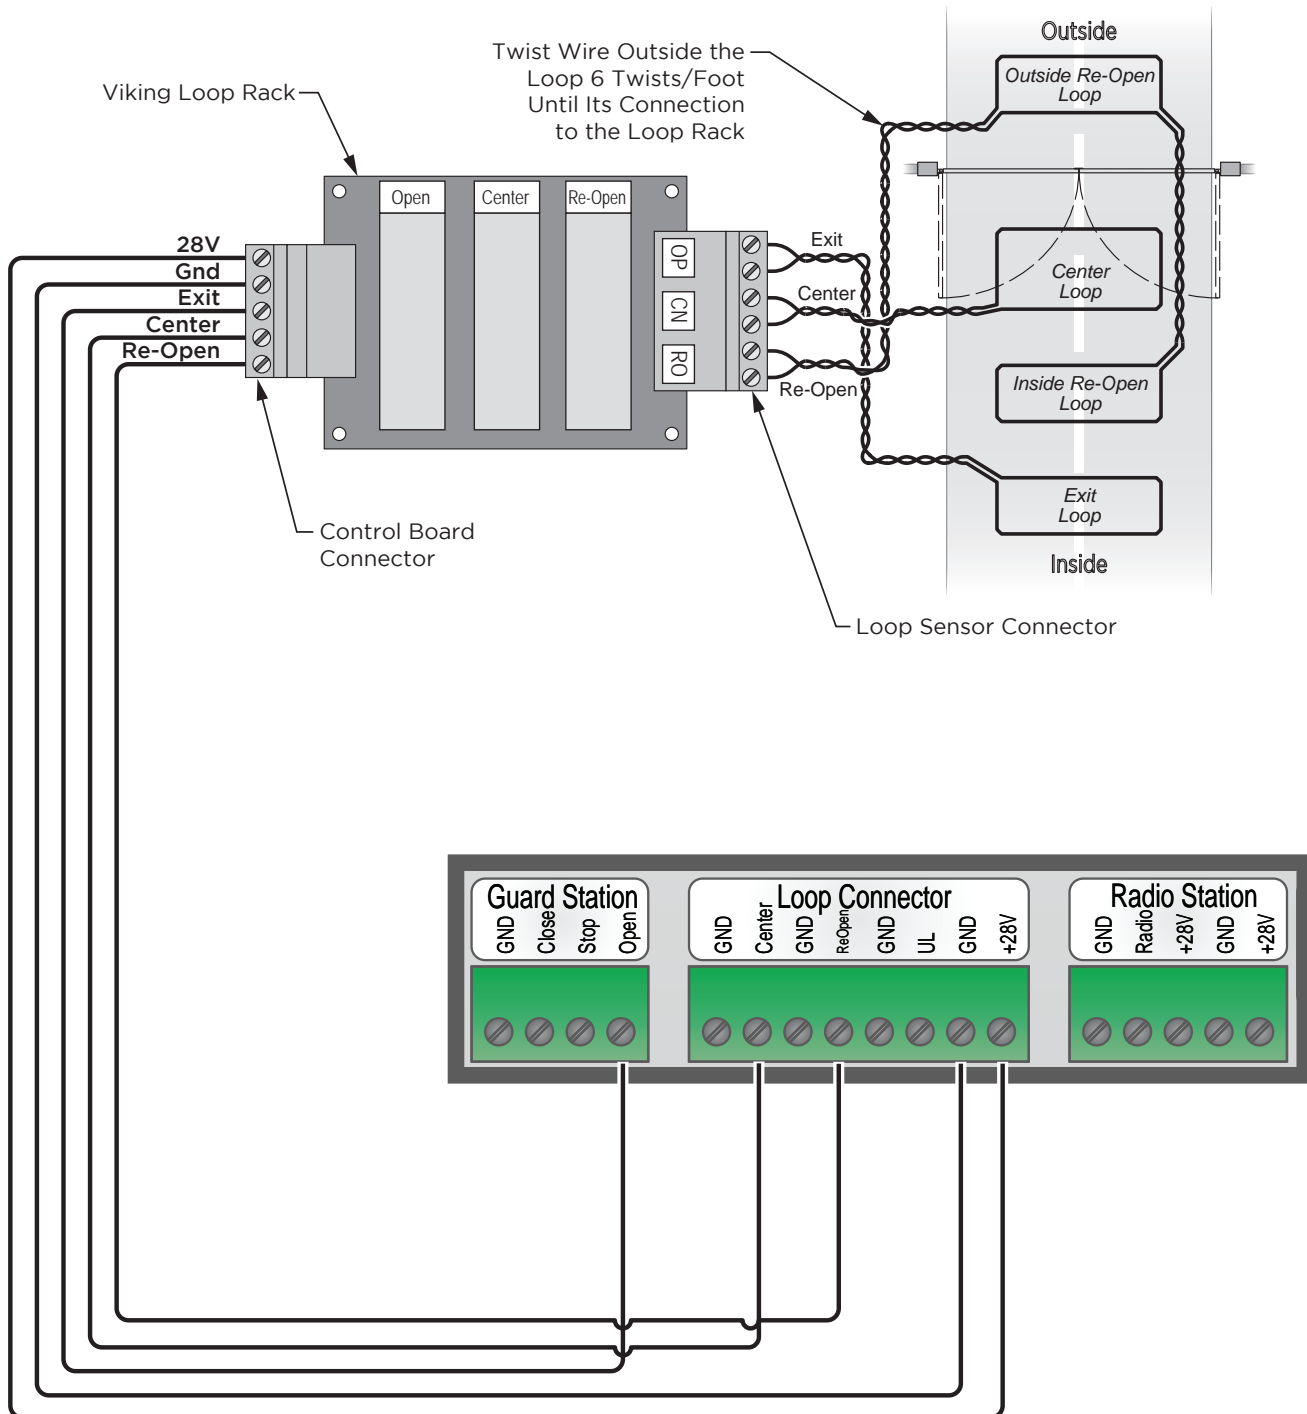 Outside
Twist Wire Outside the
Loop 6 Twists/Foot
Until Its Connection
to the Loop Rack
Outside Re-Open
Loop
Viking Loop Rack
Open
Center
Re-Open
28V
Gnd
Exit
Center
Re-Open
OP
CN
RO
Exit
Center
Re-Open
Center
Loop
Inside Re-Open
Loop
Exit
Loop
Inside
Control Board
Connector
Loop Sensor Connector
Guard Station
GND
Close
Stop
Open
Loop Connector
GND
Center
GND
ReOpen
GND
UL
GND
+28V
Radio Station
GND
Radio
+28V
GND
+28V